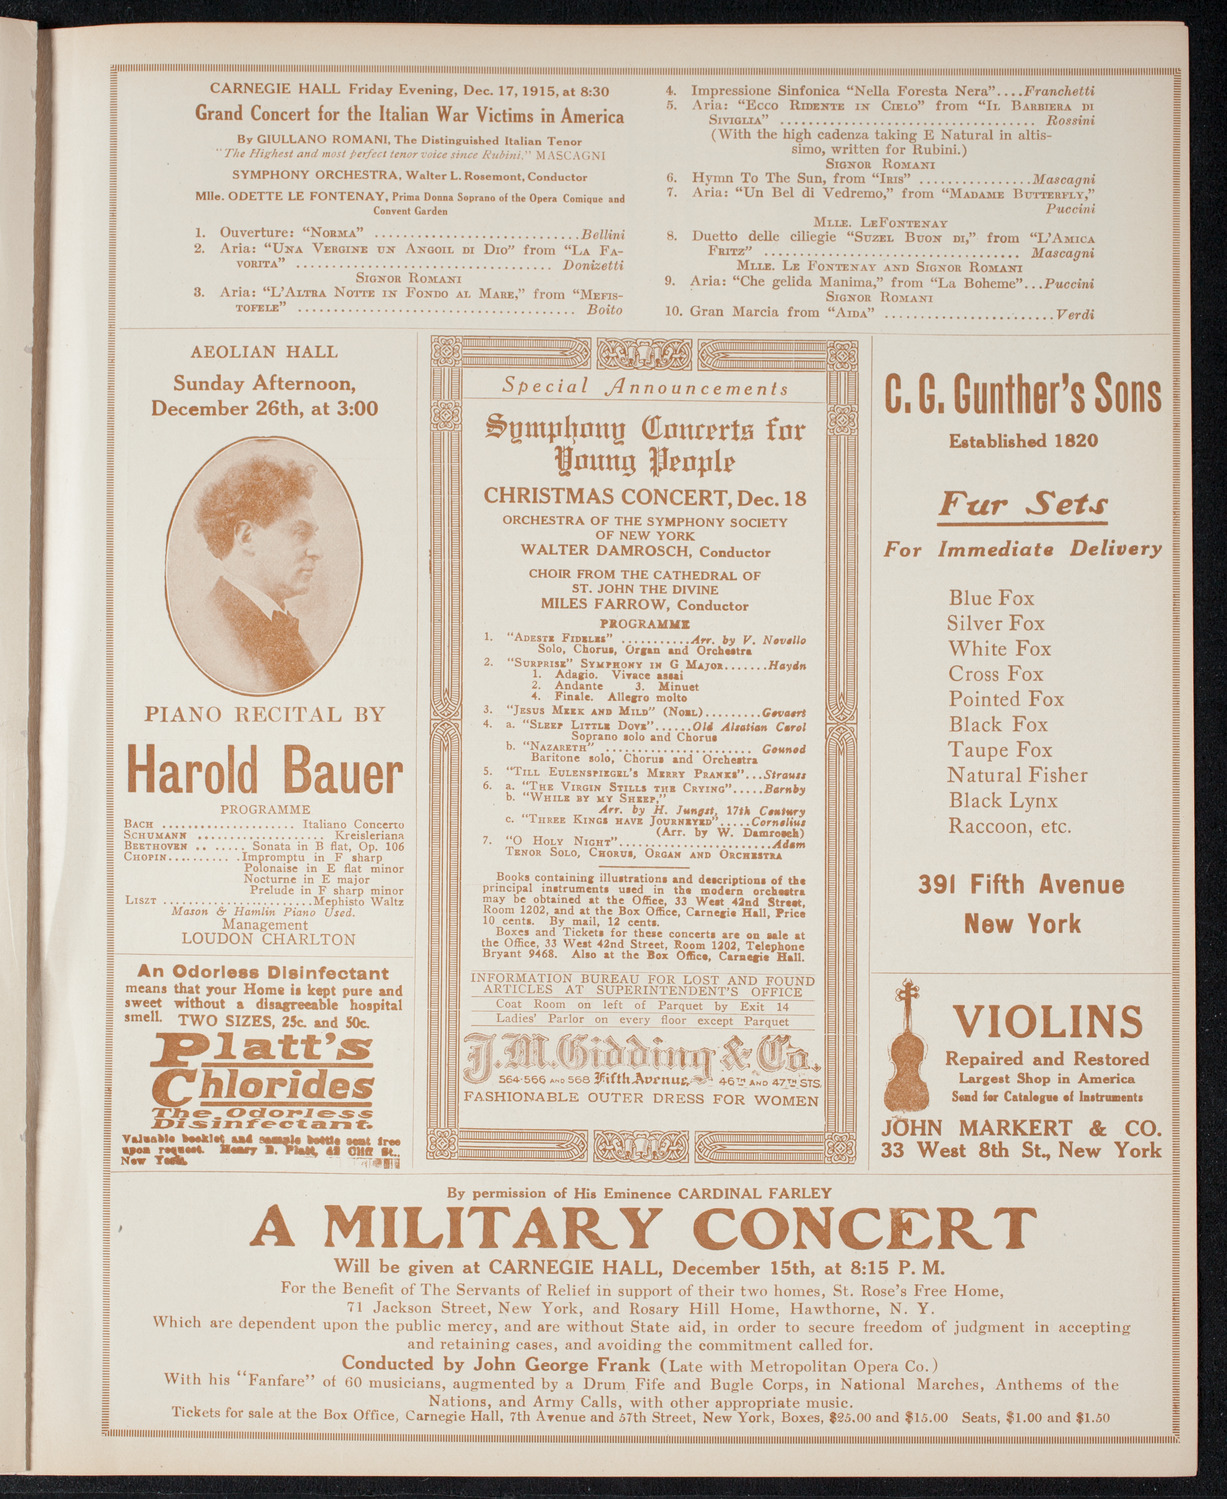 CARNEGIE HALL Friday Evening, Dec. 17, 1915, at 8:30
Grand Concert for the Italian War Victims in America
By GIULLANO ROMANI, The Distinguished Italian Tenor
"The Highest and most perfect tenor voice since Rubini." MASCAGNI
SYMPHONY ORCHESTRA, Walter L. Rosemont, Conductor
Mlle. ODETTE LE FONTENAY, Prima Donna Soprano of the Opera Comique and
Convent Garden
1. Ouverture: "NORMA" ............................Bellini
2. Aria: "UNA VERGINE UN ANGOIL DI DIO" from "LA FA-
VORITA" ................................... Donizetti
SIGNOR ROMANI
3. Aria: "L'ALTRA NOTTE IN FONDO AL MARE," from "MEFIS-
TOFELE" ...................................... Boito
4. Impressione Sinfonica "Nella Foresta Nera"....Franchetti
5. Aria: "ECCO RIDENTE IN CIELO" from "IL BARBIERA DI
SIVIGLIA" ................................... Rossini
(With the high cadenza taking E Natural in altis-
simo, written for Rubini.)
SIGNOR ROMANI
6. Hymn To The Sun, from "IRIS" ................Mascagni
7. Aria: "Un Bel di Vedremo," from "MADAME BUTTERFLY,"
Puccini
MLLE. LEFONTENAY
8. Duetto delle ciliegie "SUZEL BUON DI," from "L'AMICA
FRITZ" ................................... Mascagni
MLLE. LE FONTENAY AND SIGNOR ROMANI
9. Aria: "Che gelida Manima," from "La Boheme"...Puccini
SIGNOR ROMANI
10. Gran Marcia from "AIDA" ........................Verdi
AEOLIAN HALL
Sunday Afternoon,
December 26th, at 3:00
PIANO RECITAL BY
Harold Bauer
PROGRAMME
BACH .................... Italiano Concerto
SCHUMANN ................... Kreisleriana
BEETHOVEN .. ..... Sonata in B flat, Op. 106
CHOPIN..........Impromptu in F sharp
Polonaise in E flat minor
Nocturne in E major
Prelude in F sharp minor
LISZT .......................Mephisto Waltz
Mason & Hamlin Piano Used.
Management
LOUDON CHARLTON
An Odorless Disinfectant
means that your Home is kept pure and
sweet without a disagreeable hospital
smell. TWO SIZES, 25c. and 50c.
Platt's
Chlorides
The Odorless
Disinfectant.
Valuable booklet and sample bottle sent free
upon request. Henry B. Platt, 42 Cliff St.,
New York.
Special Announcements
Symphony Concerts for
Young People
CHRISTMAS CONCERT, Dec. 18
ORCHESTRA OF THE SYMPHONY SOCIETY
OF NEW YORK
WALTER DAMROSCH, Conductor
CHOIR FROM THE CATHEDRAL OF
ST. JOHN THE DIVINE
MILES FARROW, Conductor
PROGRAMME
1. "ADESTE FIDELES" ...........Arr. by V. Novello
Solo, Chorus, Organ and Orchestra
2. "SURPRISE" SYMPHONY IN G MAJOR.......Haydn
1. Adagio. Vivace assai
2. Andante 3. Minuet
4. Finale. Allegro molto
3. "JESUS MEEK AND MILD" (NOEL).........Gevaert
4. a. "SLEEP LITTLE DOVE"......Old Alsatian Carol
Soprano solo and Chorus
b. "NAZARETH" ...................... Gounod
Baritone solo, Chorus and Orchestra
5. "TILL EULENSPIEGEL'S MERRY PRANKS"...Strauss
6. a. "THE VIRGIN STILLS THE CRYING".....Barnby
b. "WHILE BY MY SHEEP,"
Arr. by H. Jungst, 17th Century
c. "THREE KINGS HAVE JOURNEYED".....Cornelius
(Arr. by W. Damrosch)
7. "O HOLY NIGHT".......................Adam
TENOR SOLO, CHORUS, ORGAN AND ORCHESTRA
Books containing illustrations and descriptions of the
principal instruments used in the modern orchestra
may be obtained at the Office, 33 West 42nd Street,
Room 1202, and at the Box Office, Carnegie Hall, Price
10 cents. By mail, 12 cents.
Boxes and Tickets for these concerts are on sale at
the Office, 33 West 42nd Street, Room 1202, Telephone
Bryant 9468. Also at the Box Office, Carnegie Hall.
INFORMATION BUREAU FOR LOST AND FOUND
ARTICLES AT SUPERINTENDENT'S OFFICE
Coat Room on left of Parquet by Exit 14
Ladies' Parlor on every floor except Parquet
J. M. Gidding & Co.
564-566 AND 568 Fifth Avenue, 46TH AND 47TH STS.
FASHIONABLE OUTER DRESS FOR WOMEN
C. G. Gunther's Sons
Established 1820
Fur Sets
For Immediate Delivery
Blue Fox
Silver Fox
White Fox
Cross Fox
Pointed Fox
Black Fox
Taupe Fox
Natural Fisher
Black Lynx
Raccoon, etc.
391 Fifth Avenue
New York
VIOLINS
Repaired and Restored
Largest Shop in America
Send for Catalogue of Instruments
JOHN MARKERT & CO.
33 West 8th St., New York
By permission of His Eminence CARDINAL FARLEY
A MILITARY CONCERT
Will be given at CARNEGIE HALL, December 15th, at 8:15 P. M.
For the Benefit of The Servants of Relief in support of their two homes, St. Rose's Free Home,
71 Jackson Street, New York, and Rosary Hill Home, Hawthorne, N. Y.
Which are dependent upon the public mercy, and are without State aid, in order to secure freedom of judgment in accepting
and retaining cases, and avoiding the commitment called for.
Conducted by John George Frank (Late with Metropolitan Opera Co.)
With his "Fanfare" of 60 musicians, augmented by a Drum Fife and Bugle Corps, in National Marches, Anthems of the
Nations, and Army Calls, with other appropriate music.
Tickets for sale at the Box Office, Carnegie Hall, 7th Avenue and 57th Street, New York, Boxes, $25.00 and $15.00 Seats, $1.00 and $1.50